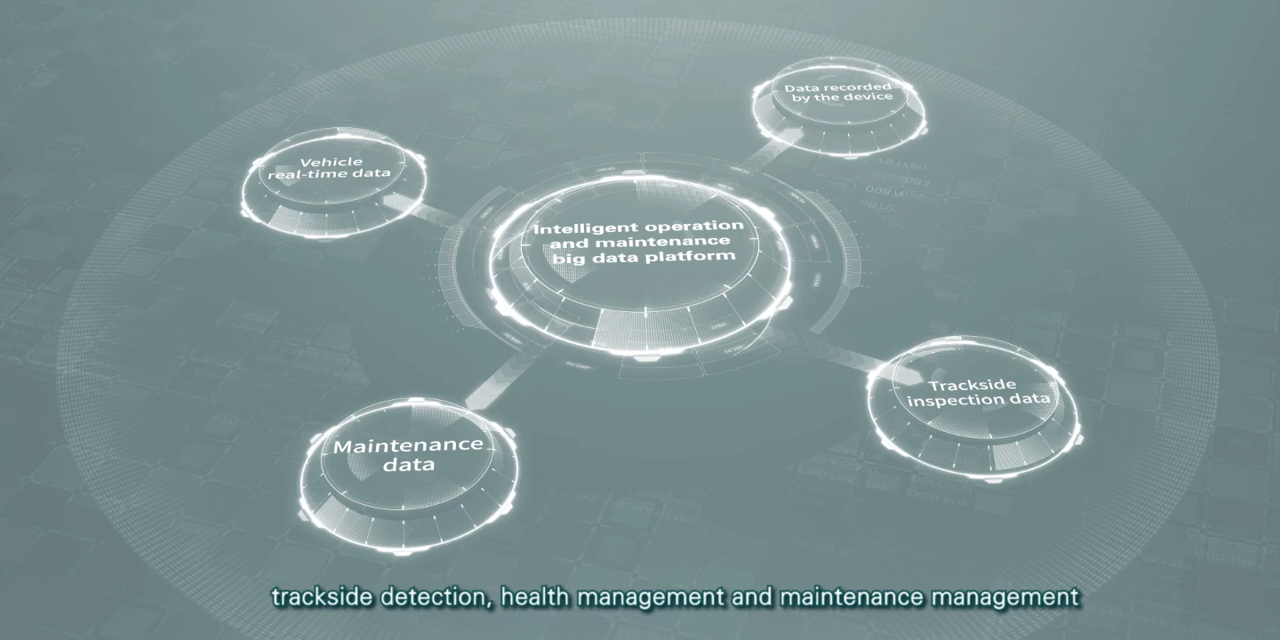 Data recorded
by the device
Vehicle
real-time data
Intelligent operation
and maintenance
big data platform
Trackside
inspection data
Maintenance
data
trackside detection, health management and maintenance management